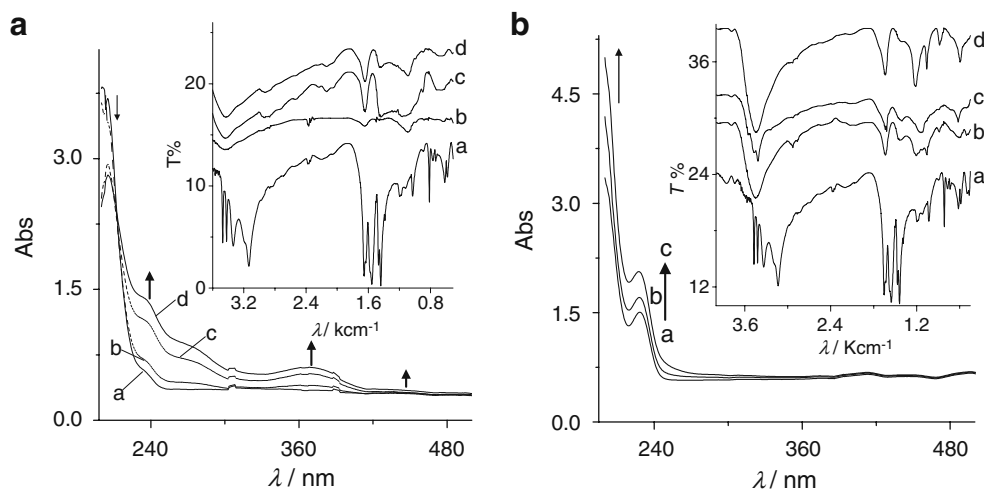 a
Abs
3.0
1.5
0.0
240
360
480
λ / nm
a
b
c
d
T%
20
10
0
3.2
2.4
1.6
0.8
λ / kcm-1
d
c
b
a
b
Abs
4.5
3.0
1.5
0.0
240
360
480
λ / nm
c
b
a
T %
36
24
12
3.6
2.4
1.2
λ / Kcm-1
d
c
b
a